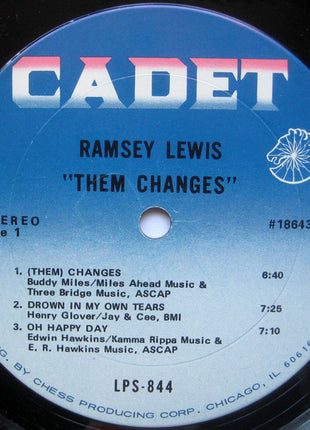 CADET
RAMSEY LEWIS
"THEM CHANGES"
#18643
1. (THEM) CHANGES 6:40
Buddy Miles/Miles Ahead Music &
Three Bridge Music, ASCAP
2. DROWN IN MY OWN TEARS 7:25
Henry Glover/Jay & Cee, BMI
3. OH HAPPY DAY 7:10
Edwin Hawkins/Kamma Rippa Music &
E. R. Hawkins Music, ASCAP
LPS-844
BY CHESS PRODUCING CORP. CHICAGO, IL 6061